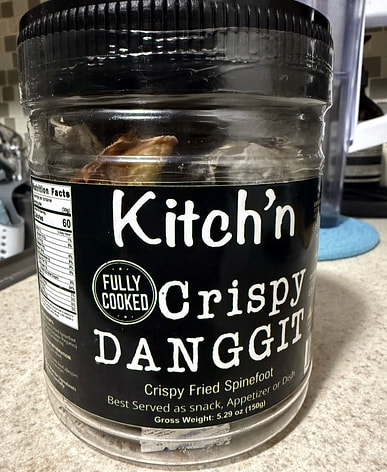 Nutrition Facts
60
Kitch'n
FULLY
COOKED
Crispy
DANGGIT
Crispy Fried Spinefoot
Best Served as snack, Appetizer or Dish
Gross Weight: 5.29 oz (150g)